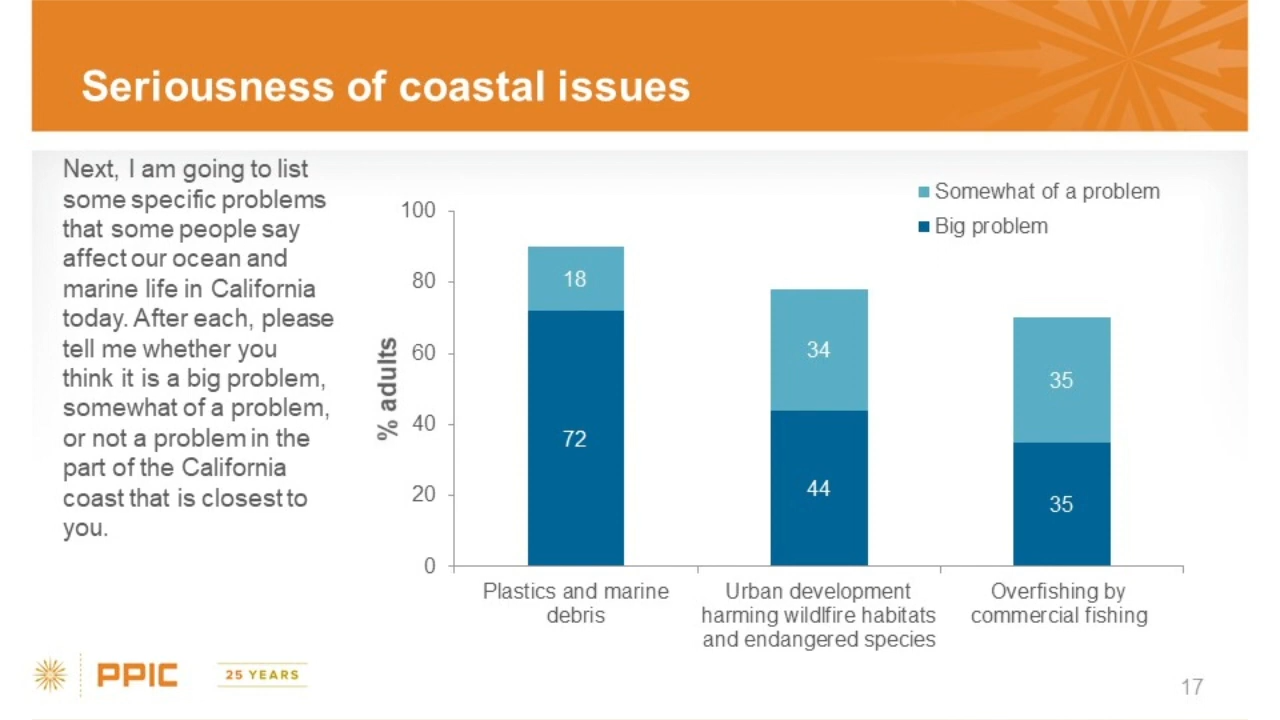 Seriousness of coastal issues
Next, I am going to list
some specific problems
that some people say
affect our ocean and
marine life in California
today. After each, please
tell me whether you
think it is a big problem,
somewhat of a problem,
or not a problem in the
part of the California
coast that is closest to
you.
Somewhat of a problem
Big problem
% adults
100
80
60
40
20
0
18
72
34
44
35
35
Plastics and marine
debris
Urban development
harming wildlfire habitats
and endangered species
Overfishing by
commercial fishing
PPIC
25 YEARS
17